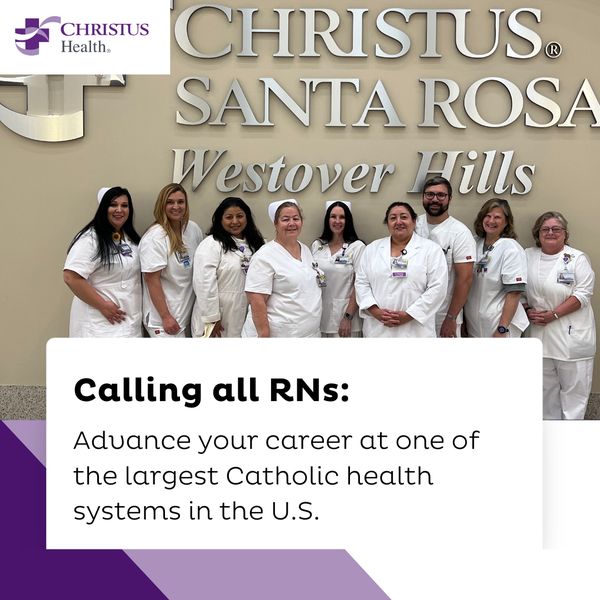 CHRISTUS
Health®
CHRISTUS®
SANTA ROSA
Westover Hills
Calling all RNs:
Advance your career at one of
the largest Catholic health
systems in the U.S.